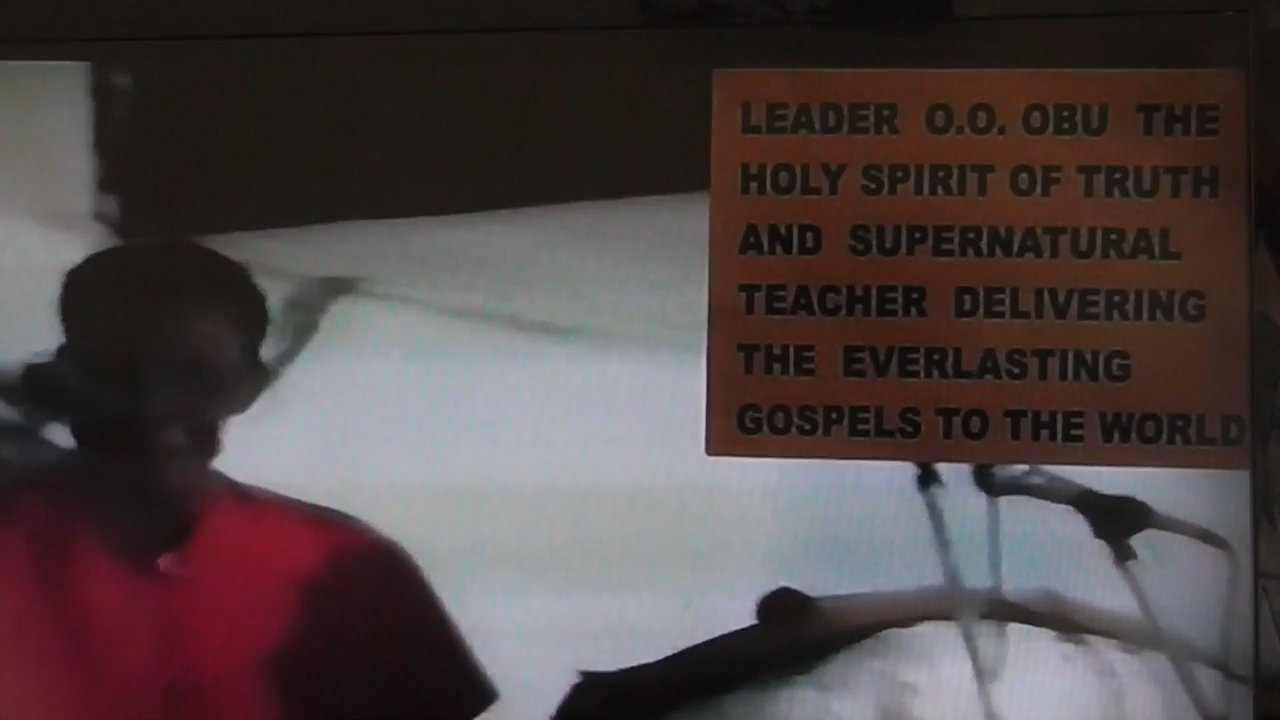 LEADER O.O. OBU THE
HOLY SPIRIT OF TRUTH
AND SUPERNATURAL
TEACHER DELIVERING
THE EVERLASTING
GOSPELS TO THE WORLD